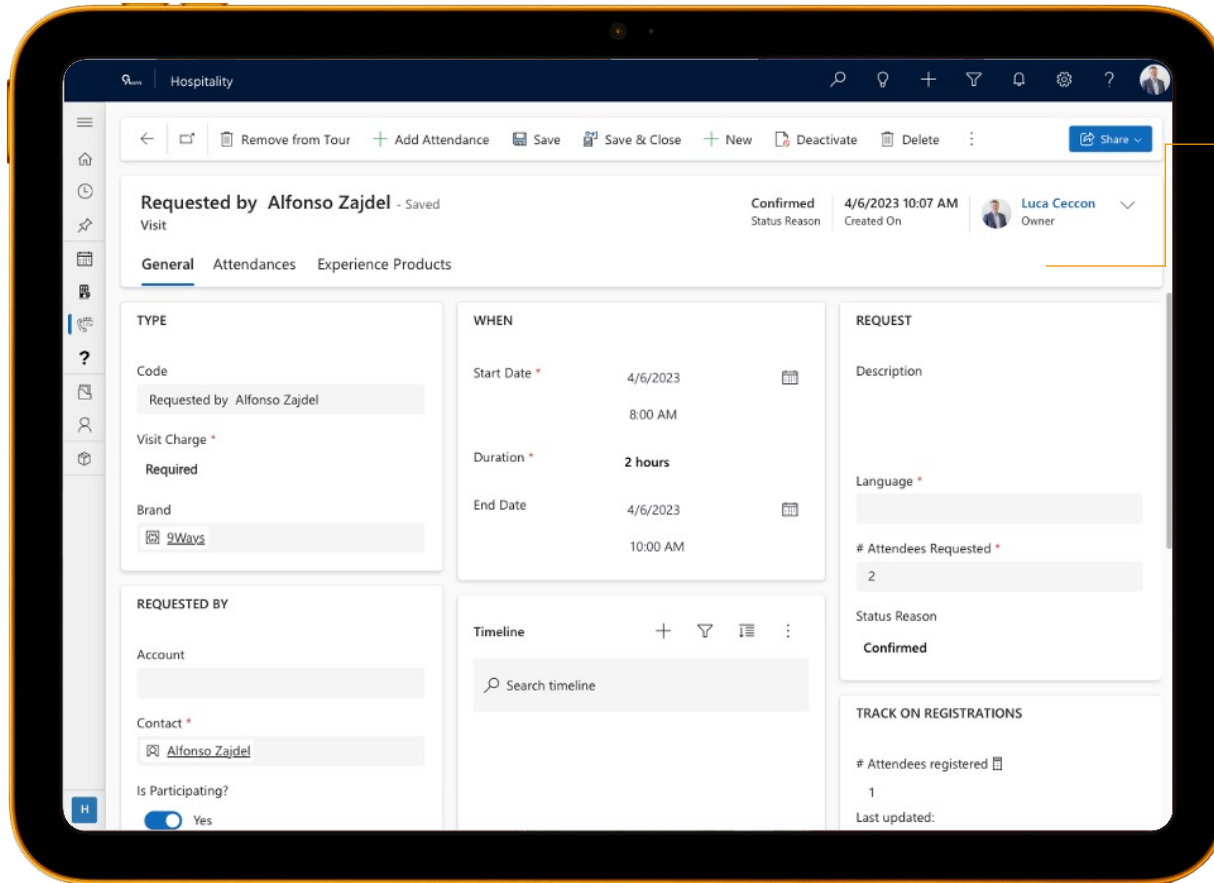 Hospitality
?
Remove from Tour
Add Attendance
Save
Save & Close
New
Deactivate
Delete
Share
Requested by Alfonso Zajdel - Saved
Visit
Confirmed
Status Reason
4/6/2023 10:07 AM
Created On
Luca Ceccon
Owner
General
Attendances
Experience Products
?
H
TYPE
Code
Requested by Alfonso Zajdel
Visit Charge *
Required
Brand
9Ways
REQUESTED BY
Account
Contact *
Alfonso Zajdel
Is Participating?
Yes
WHEN
Start Date *
4/6/2023
8:00 AM
Duration *
2 hours
End Date
4/6/2023
10:00 AM
Timeline
Search timeline
REQUEST
Description
Language *
# Attendees Requested *
2
Status Reason
Confirmed
TRACK ON REGISTRATIONS
# Attendees registered
1
Last updated: